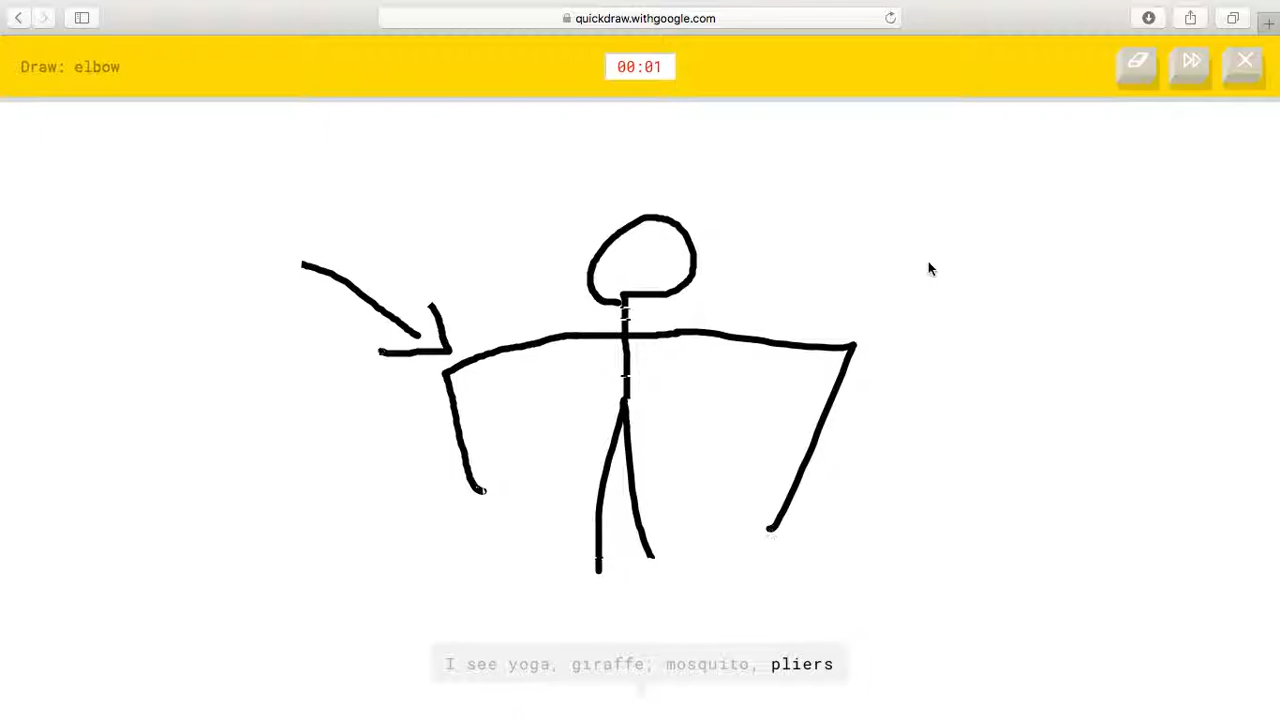 quickdraw.withgoogle.com
Draw: elbow
00:01
I see yoga, giraffe, mosquito, pliers